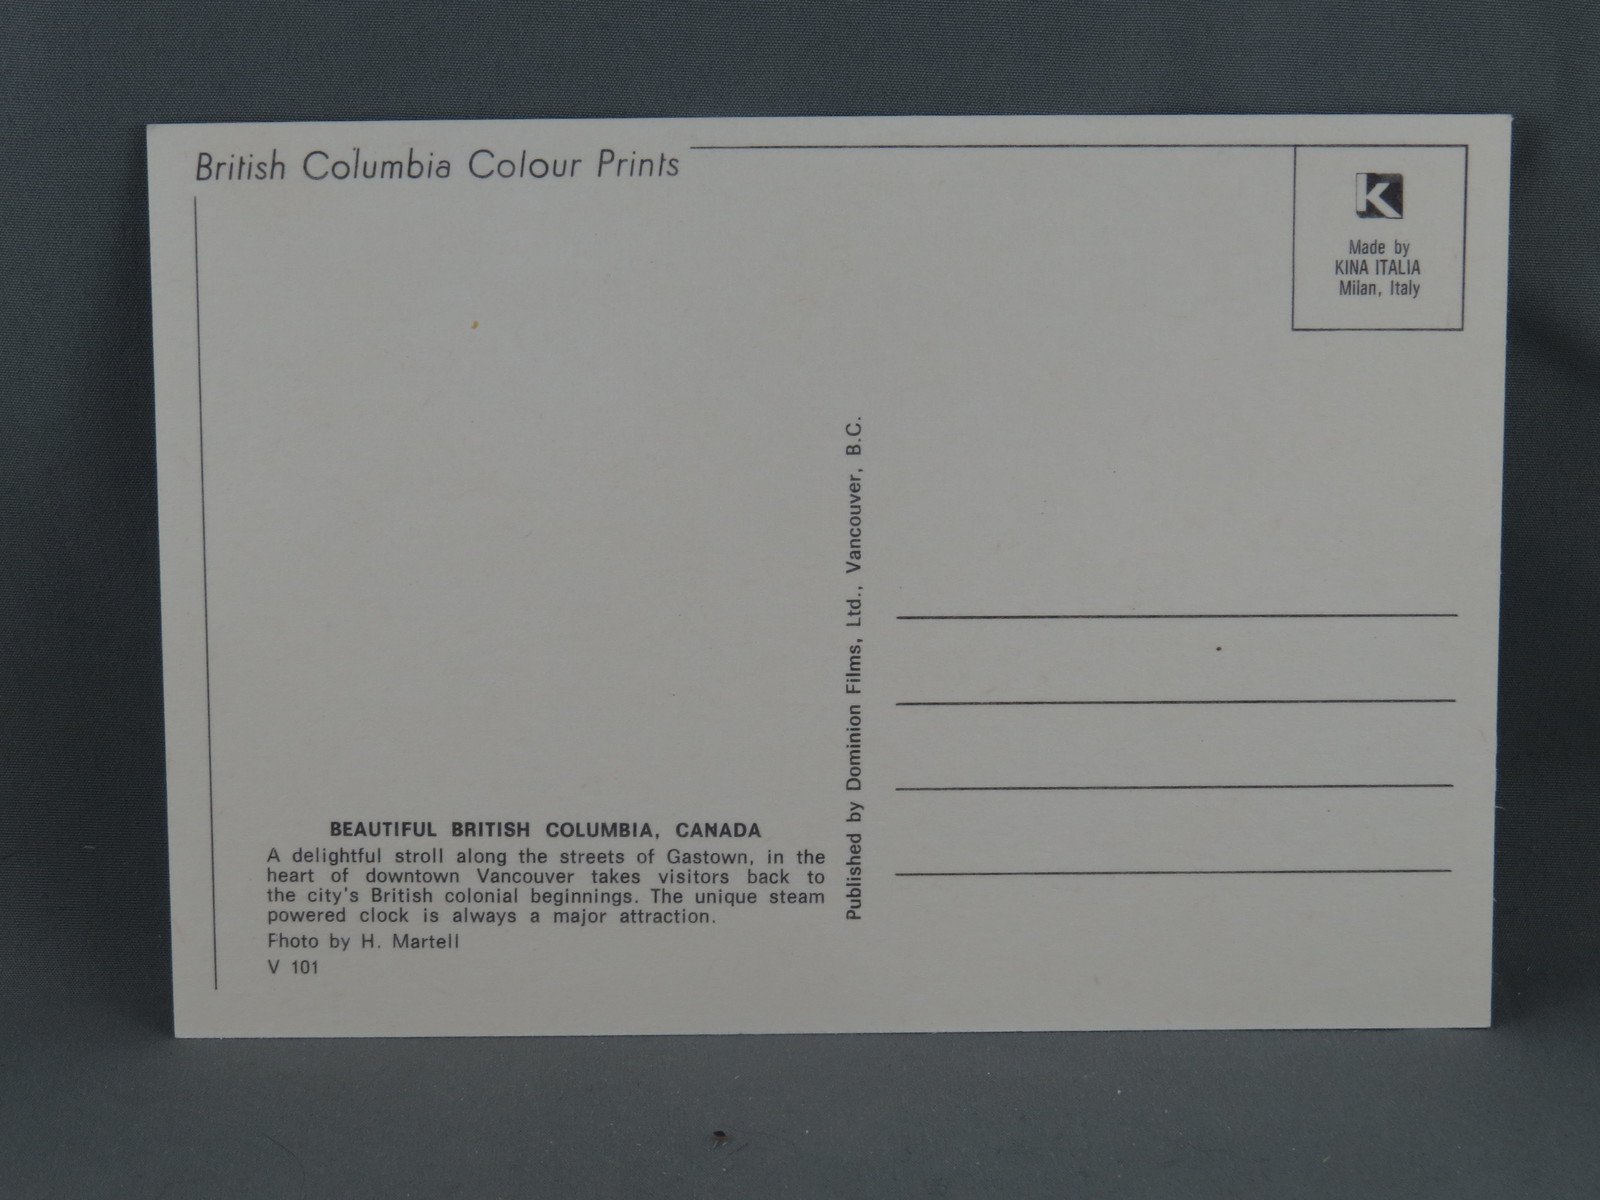 British Columbia Colour Prints
K
Made by
KINA ITALIA
Milan, Italy
Published by Dominion Films, Ltd., Vancouver, B.C.
BEAUTIFUL BRITISH COLUMBIA, CANADA
A delightful stroll along the streets of Gastown, in the
heart of downtown Vancouver takes visitors back to
the city's British colonial beginnings. The unique steam
powered clock is always a major attraction.
Photo by H. Martell
V 101